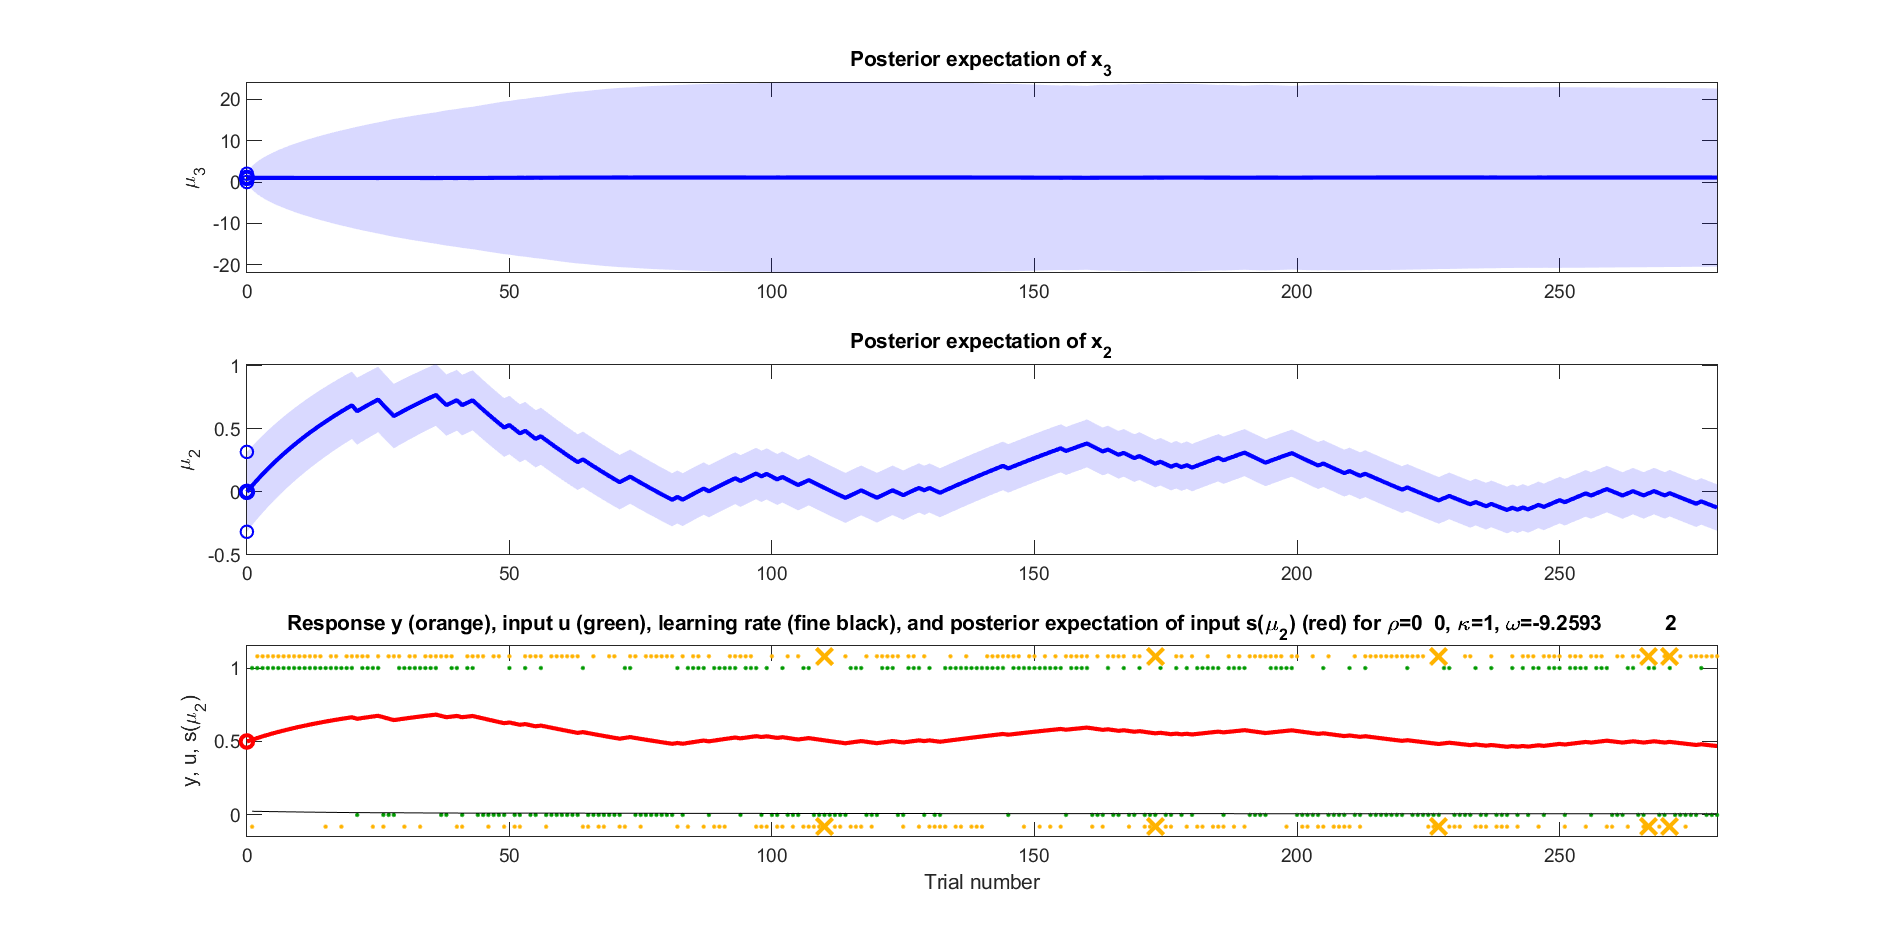 Posterior expectation of x3
20
10
0
-10
-20
μ3
0 50 100 150 200 250
Posterior expectation of x2
1
0.5
0
-0.5
μ2
0 50 100 150 200 250
Response y (orange), input u (green), learning rate (fine black), and posterior expectation of input s(μ2) (red) for ρ=0 0, κ=1, ω=-9.2593 2
1
0.5
0
y, u, s(μ2)
0 50 100 150 200 250
Trial number